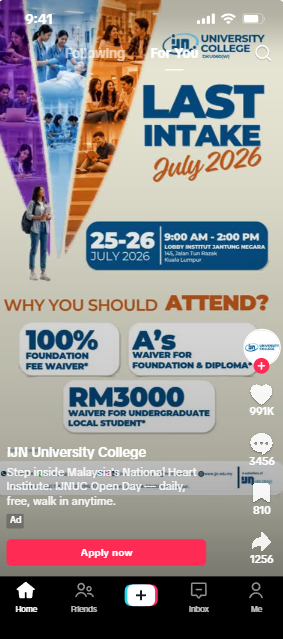 9:41
Following
For You
ijn
UNIVERSITY
COLLEGE
DKU060(W)
LAST
INTAKE
July 2026
25-26
JULY 2026
9:00 AM - 2:00 PM
LOBBY INSTITUT JANTUNG NEGARA
145, Jalan Tun Razak
Kuala Lumpur
WHY YOU SHOULD ATTEND?
100%
FOUNDATION
FEE WAIVER*
A's
WAIVER FOR
FOUNDATION & DIPLOMA*
RM3000
WAIVER FOR UNDERGRADUATE
LOCAL STUDENT*
ijn UNIVERSITY
COLLEGE
991K
3456
810
1256
IJN University College
Step inside Malaysia's National Heart
Institute. IJNUC Open Day — daily,
free, walk in anytime.
Ad
Apply now
Home
Friends
Inbox
Me